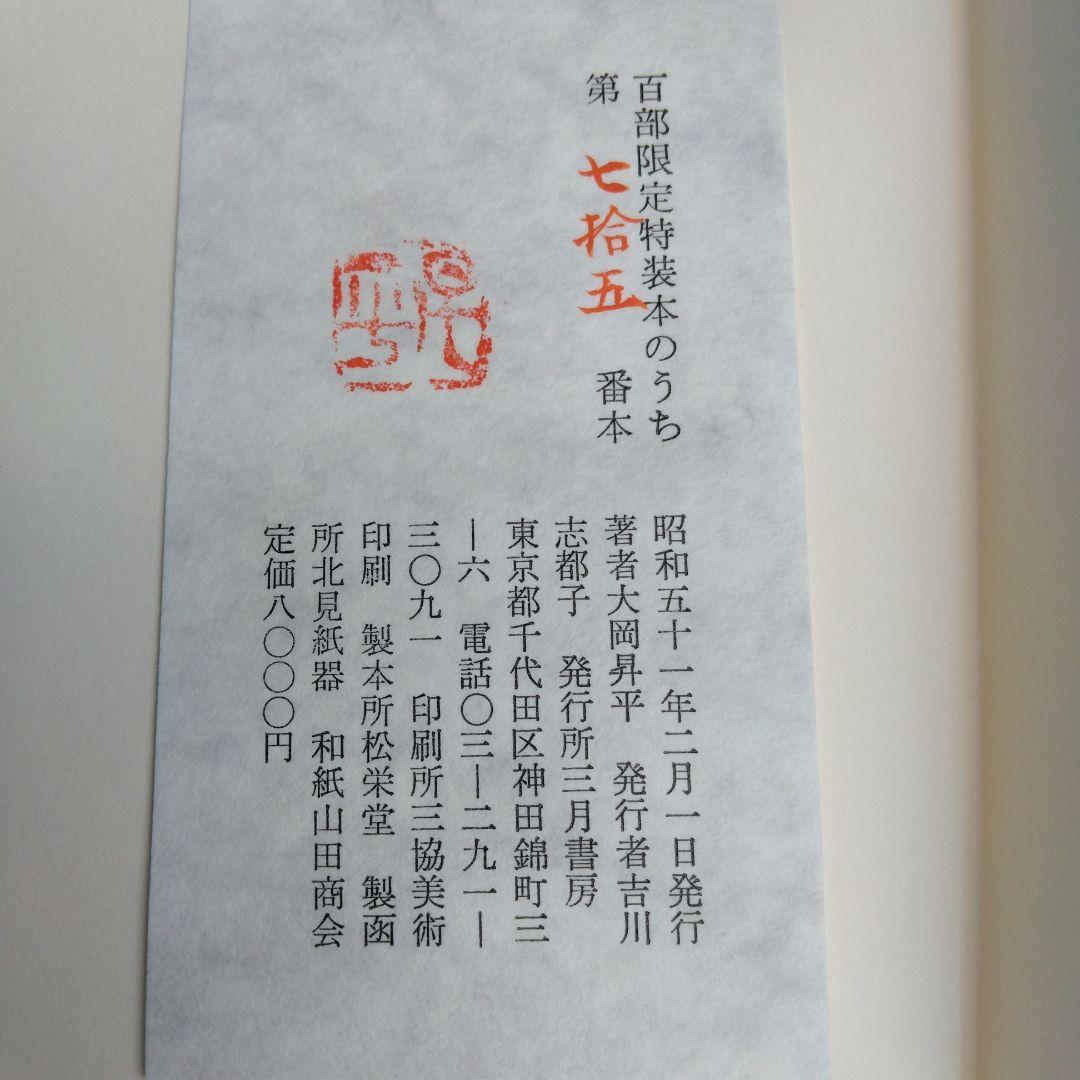 百部限定特装本のうち
第 七拾五 番本
昭和五十一年二月一日発行
著者大岡昇平 発行者吉川
志都子 発行所三月書房
東京都千代田区神田錦町三
―六 電話〇三―二九一―
三〇九一 印刷所三協美術
印刷 製本所松栄堂 製函
所北見紙器 和紙山田商会
定価八〇〇〇円